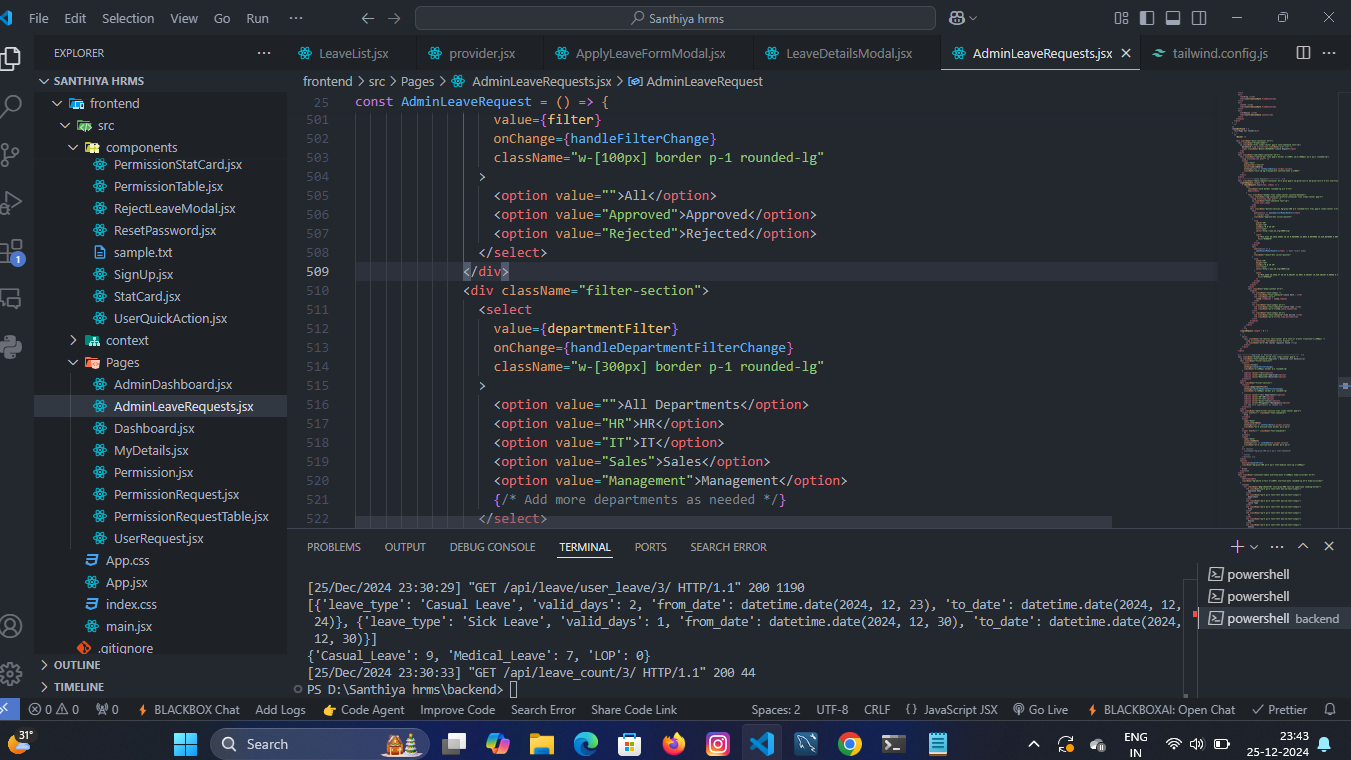 File Edit Selection View Go Run ··· Santhiya hrms
EXPLORER ···
LeaveList.jsx provider.jsx ApplyLeaveFormModal.jsx LeaveDetailsModal.jsx AdminLeaveRequests.jsx tailwind.config.js
SANTHIYA HRMS
frontend
src
components
PermissionStatCard.jsx
PermissionTable.jsx
RejectLeaveModal.jsx
ResetPassword.jsx
sample.txt
SignUp.jsx
StatCard.jsx
UserQuickAction.jsx
context
Pages
AdminDashboard.jsx
AdminLeaveRequests.jsx
Dashboard.jsx
MyDetails.jsx
Permission.jsx
PermissionRequest.jsx
PermissionRequestTable.jsx
UserRequest.jsx
App.css
App.jsx
index.css
main.jsx
.gitignore
OUTLINE
TIMELINE
1
frontend > src > Pages > AdminLeaveRequests.jsx > AdminLeaveRequest
25 const AdminLeaveRequest = () => {
501 value={filter}
502 onChange={handleFilterChange}
503 className="w-[100px] border p-1 rounded-lg"
504 >
505 <option value="">All</option>
506 <option value="Approved">Approved</option>
507 <option value="Rejected">Rejected</option>
508 </select>
509 </div>
510 <div className="filter-section">
511 <select
512 value={departmentFilter}
513 onChange={handleDepartmentFilterChange}
514 className="w-[300px] border p-1 rounded-lg"
515 >
516 <option value="">All Departments</option>
517 <option value="HR">HR</option>
518 <option value="IT">IT</option>
519 <option value="Sales">Sales</option>
520 <option value="Management">Management</option>
521 {/* Add more departments as needed */}
522 </select>
PROBLEMS OUTPUT DEBUG CONSOLE TERMINAL PORTS SEARCH ERROR
[25/Dec/2024 23:30:29] "GET /api/leave/user_leave/3/ HTTP/1.1" 200 1190
[{'leave_type': 'Casual Leave', 'valid_days': 2, 'from_date': datetime.date(2024, 12, 23), 'to_date': datetime.date(2024, 12,
24)}, {'leave_type': 'Sick Leave', 'valid_days': 1, 'from_date': datetime.date(2024, 12, 30), 'to_date': datetime.date(2024,
12, 30)}]
{'Casual_Leave': 9, 'Medical_Leave': 7, 'LOP': 0}
[25/Dec/2024 23:30:33] "GET /api/leave_count/3/ HTTP/1.1" 200 44
PS D:\Santhiya hrms\backend>
powershell
powershell
powershell backend
0 0 0 BLACKBOX Chat Add Logs Code Agent Improve Code Search Error Share Code Link Spaces: 2 UTF-8 CRLF {} JavaScript JSX Go Live BLACKBOXAI: Open Chat Prettier
31° Search ENG
IN
23:43
25-12-2024